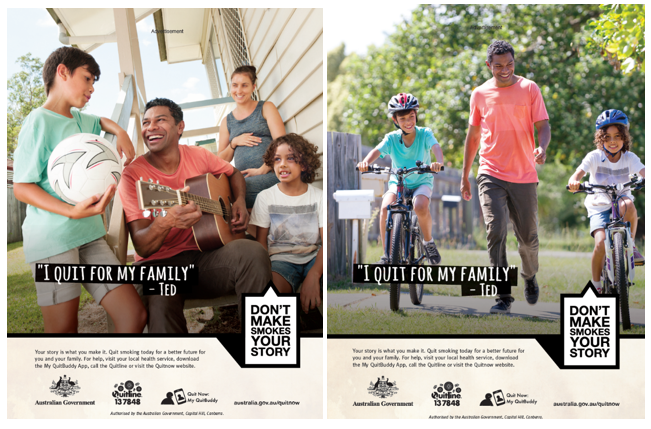 Advertisement
"I QUIT FOR MY FAMILY"
- TED
DON'T
MAKE
SMOKES
YOUR
STORY
Your story is what you make it. Quit smoking today for a better future for
you and your family. For help, visit your local health service, download
the My QuitBuddy App, call the Quitline or visit the Quitnow website.
Australian Government
Quitline
137848
Quit Now:
My QuitBuddy
australia.gov.au/quitnow
Authorised by the Australian Government, Capital Hill, Canberra.
"I QUIT FOR MY FAMILY"
- TED
DON'T
MAKE
SMOKES
YOUR
STORY
Your story is what you make it. Quit smoking today for a better future for
you and your family. For help, visit your local health service, download
the My QuitBuddy App, call the Quitline or visit the Quitnow website.
Australian Government
Quitline
137848
Quit Now:
My QuitBuddy
australia.gov.au/quitnow
Authorised by the Australian Government, Capital Hill, Canberra.